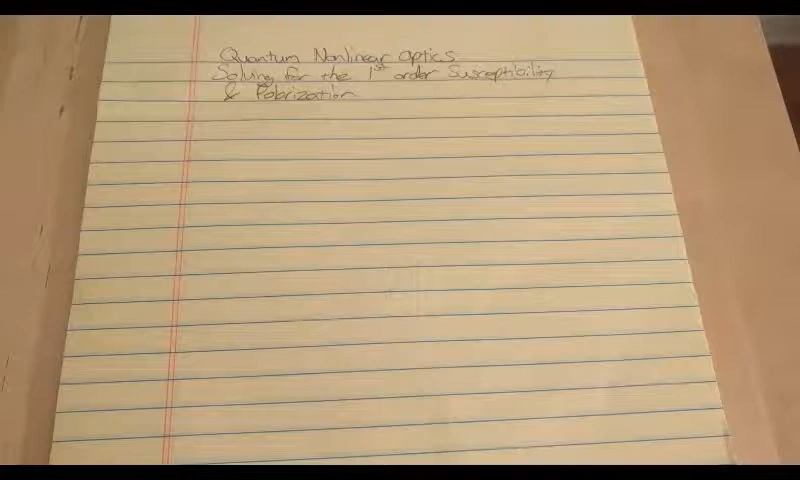 Quantum Nonlinear Optics
Solving for the 1st order Susceptibility
& Polarization